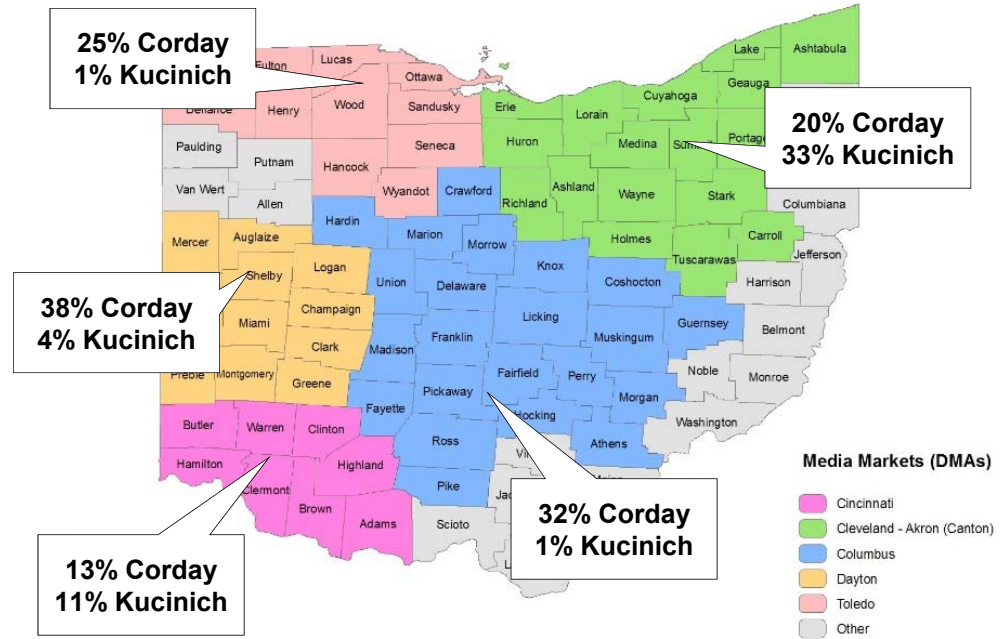 25% Corday
1% Kucinich
20% Corday
33% Kucinich
38% Corday
4% Kucinich
32% Corday
1% Kucinich
13% Corday
11% Kucinich
Lucas
Ottawa
Henry
Wood
Sandusky
Seneca
Hancock
Wyandot
Paulding
Putnam
Van Wert
Allen
Lake
Ashtabula
Geauga
Cuyahoga
Erie
Lorain
Huron
Medina
Portage
Ashland
Wayne
Stark
Richland
Holmes
Tuscarawas
Carroll
Columbiana
Jefferson
Harrison
Belmont
Noble
Monroe
Washington
Crawford
Hardin
Marion
Morrow
Knox
Coshocton
Union
Delaware
Licking
Muskingum
Guernsey
Madison
Franklin
Fairfield
Perry
Morgan
Pickaway
Fayette
Hocking
Athens
Ross
Pike
Scioto
Mercer
Auglaize
Shelby
Logan
Champaign
Miami
Clark
Preble
Montgomery
Greene
Butler
Warren
Clinton
Hamilton
Clermont
Highland
Brown
Adams
Media Markets (DMAs)
Cincinnati
Cleveland - Akron (Canton)
Columbus
Dayton
Toledo
Other